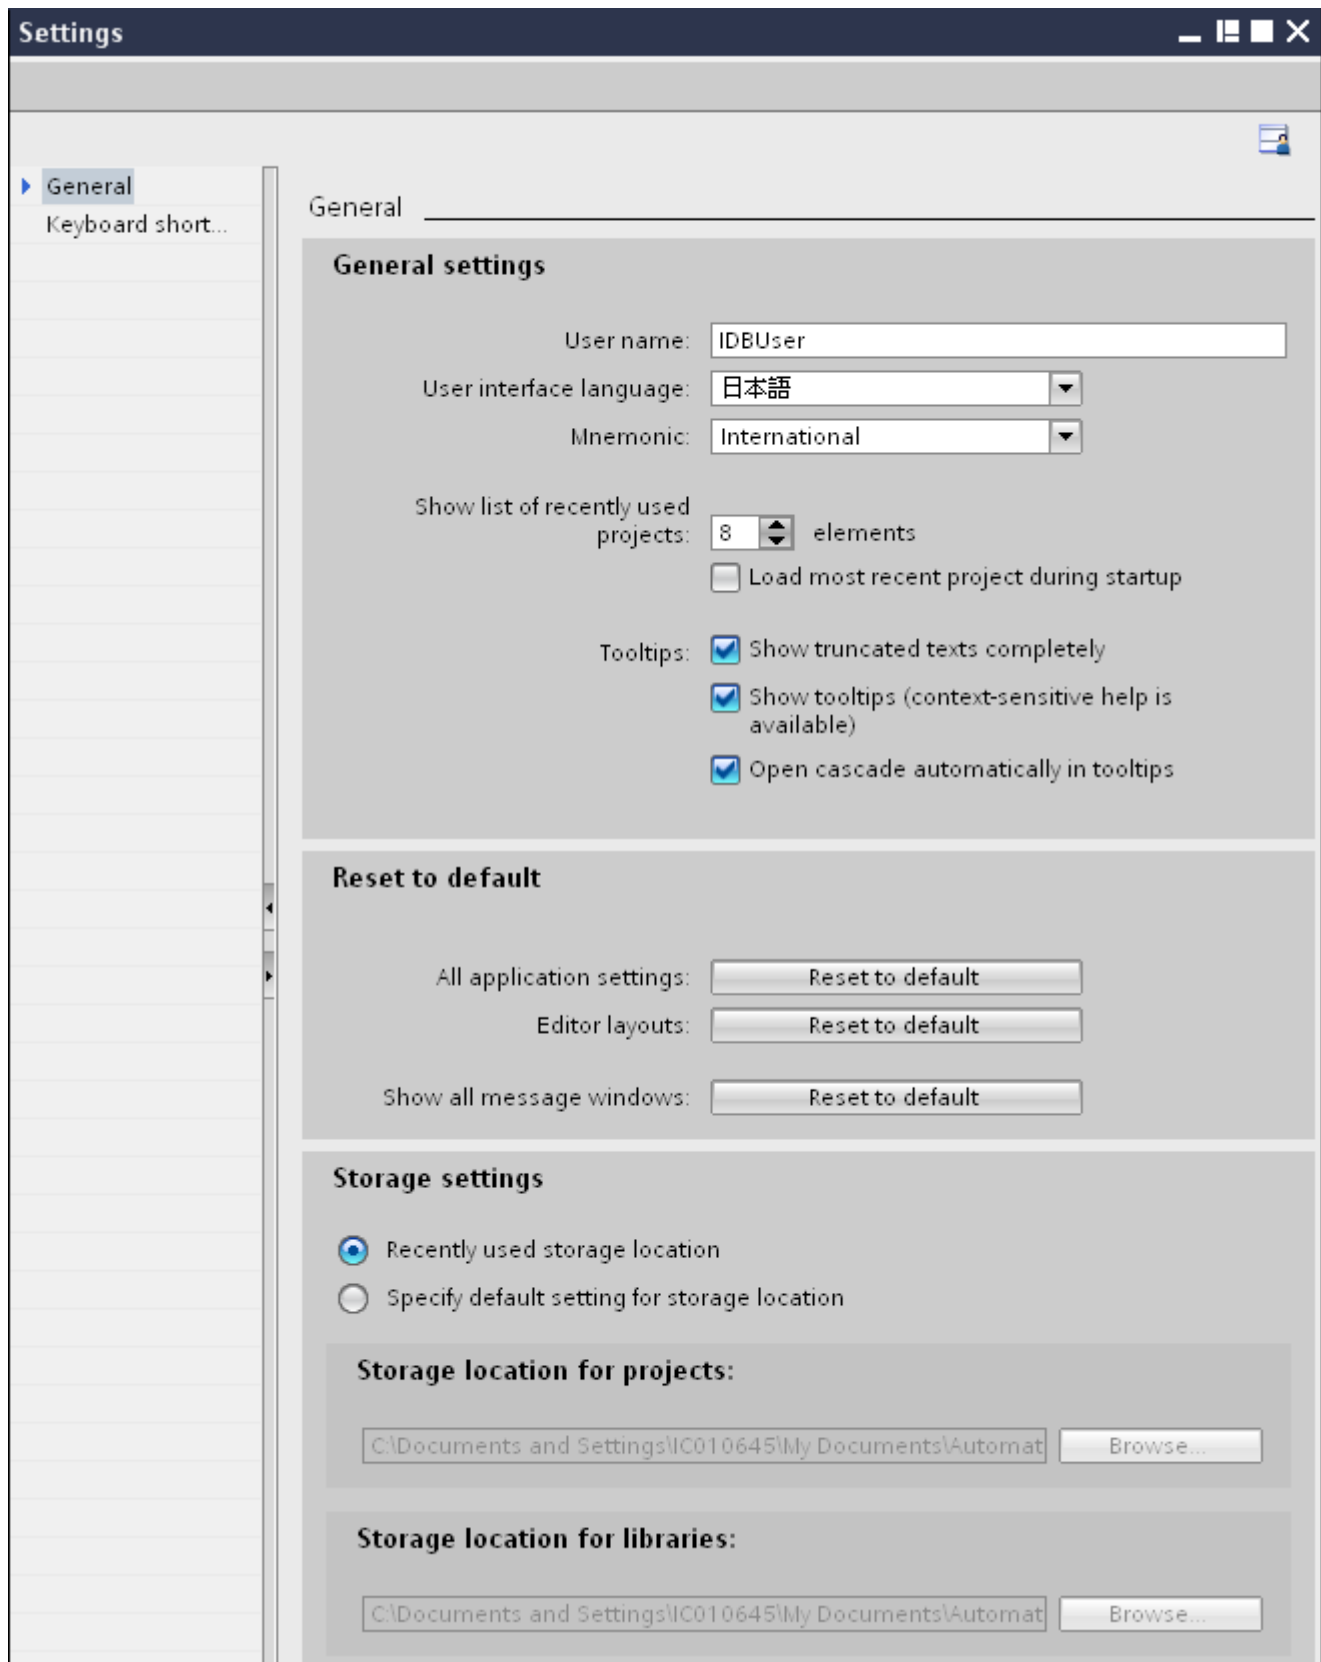 Settings
General
Keyboard short...
General
General settings
User name: IDBUser
User interface language: 日本語
Mnemonic: International
Show list of recently used
projects: 8 elements
Load most recent project during startup
Tooltips: Show truncated texts completely
Show tooltips (context-sensitive help is
available)
Open cascade automatically in tooltips
Reset to default
All application settings: Reset to default
Editor layouts: Reset to default
Show all message windows: Reset to default
Storage settings
Recently used storage location
Specify default setting for storage location
Storage location for projects:
C:\Documents and Settings\IC010645\My Documents\Automat Browse...
Storage location for libraries:
C:\Documents and Settings\IC010645\My Documents\Automat Browse...